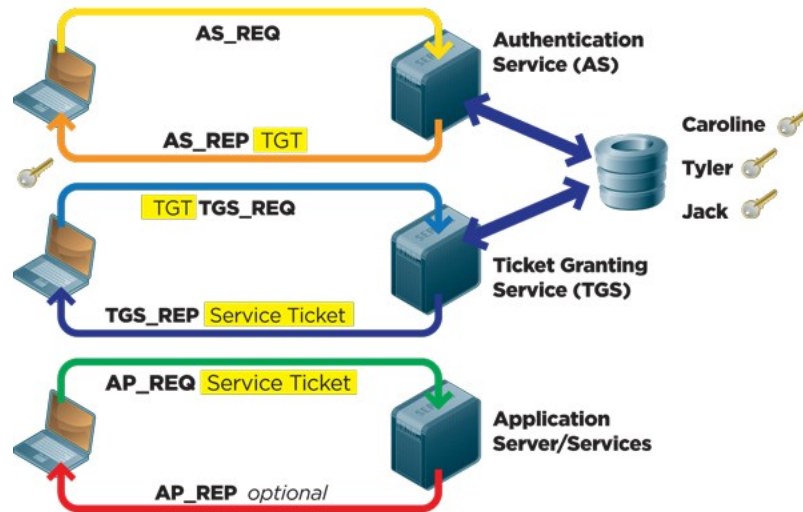 AS_REQ
Authentication
Service (AS)
AS_REP TGT
Caroline
Tyler
Jack
TGT TGS_REQ
Ticket Granting
Service (TGS)
TGS_REP Service Ticket
AP_REQ Service Ticket
Application
Server/Services
AP_REP optional